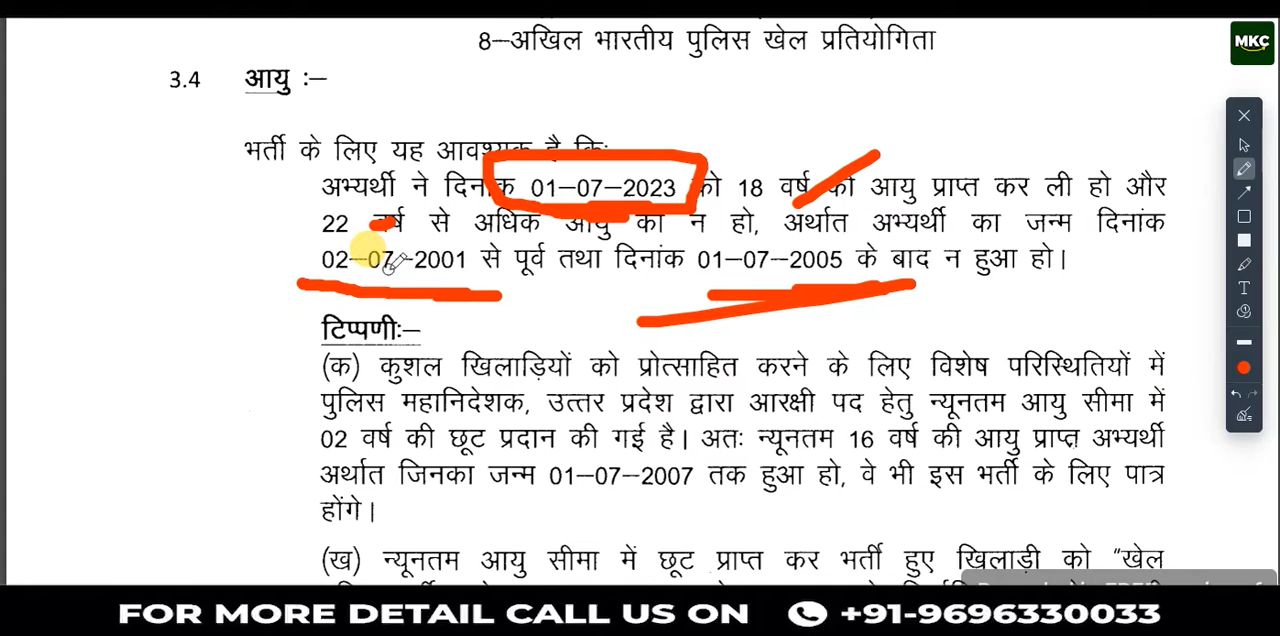 8–अखिल भारतीय पुलिस खेल प्रतियोगिता
MKC
3.4 आयु :–
भर्ती के लिए यह आवश्यक है कि:
अभ्यर्थी ने दिनांक 01–07–2023 को 18 वर्ष की आयु प्राप्त कर ली हो और
22 वर्ष से अधिक आयु का न हो, अर्थात अभ्यर्थी का जन्म दिनांक
02–07–2001 से पूर्व तथा दिनांक 01–07–2005 के बाद न हुआ हो।
टिप्पणी:–
(क) कुशल खिलाड़ियों को प्रोत्साहित करने के लिए विशेष परिस्थितियों में
पुलिस महानिदेशक, उत्तर प्रदेश द्वारा आरक्षी पद हेतु न्यूनतम आयु सीमा में
02 वर्ष की छूट प्रदान की गई है। अतः न्यूनतम 16 वर्ष की आयु प्राप्त अभ्यर्थी
अर्थात जिनका जन्म 01–07–2007 तक हुआ हो, वे भी इस भर्ती के लिए पात्र
होंगे।
(ख) न्यूनतम आयु सीमा में छूट प्राप्त कर भर्ती हुए खिलाड़ी को “खेल
FOR MORE DETAIL CALL US ON +91-9696330033